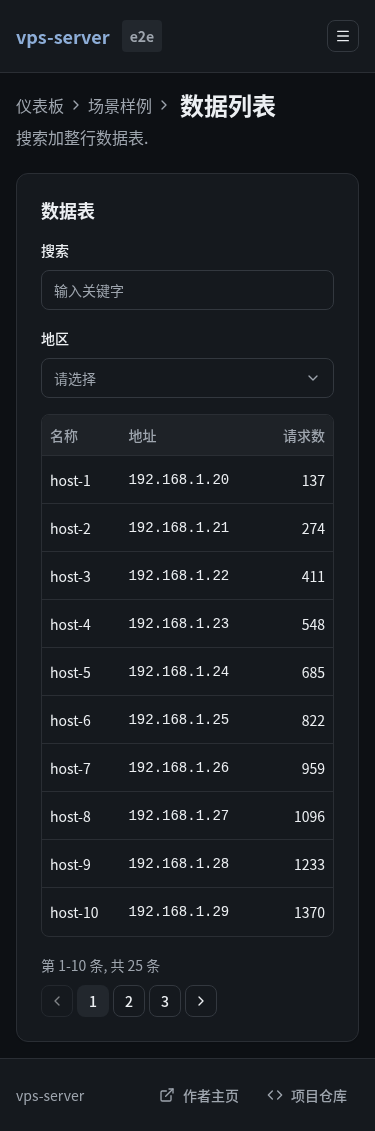 vps-server e2e
仪表板 > 场景样例 > 数据列表
搜索加整行数据表.
数据表
搜索
输入关键字
地区
请选择
名称 地址 请求数
host-1 192.168.1.20 137
host-2 192.168.1.21 274
host-3 192.168.1.22 411
host-4 192.168.1.23 548
host-5 192.168.1.24 685
host-6 192.168.1.25 822
host-7 192.168.1.26 959
host-8 192.168.1.27 1096
host-9 192.168.1.28 1233
host-10 192.168.1.29 1370
第 1-10 条, 共 25 条
1 2 3
vps-server 作者主页 项目仓库